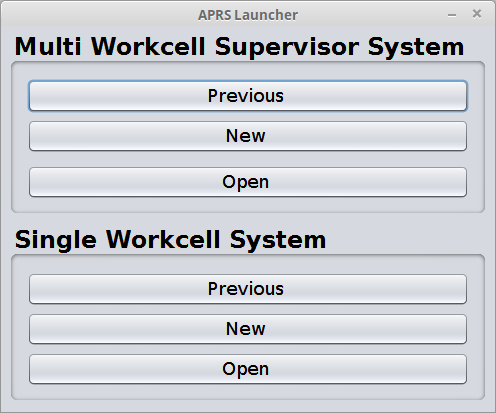 APRS Launcher
Multi Workcell Supervisor System
Previous
New
Open
Single Workcell System
Previous
New
Open